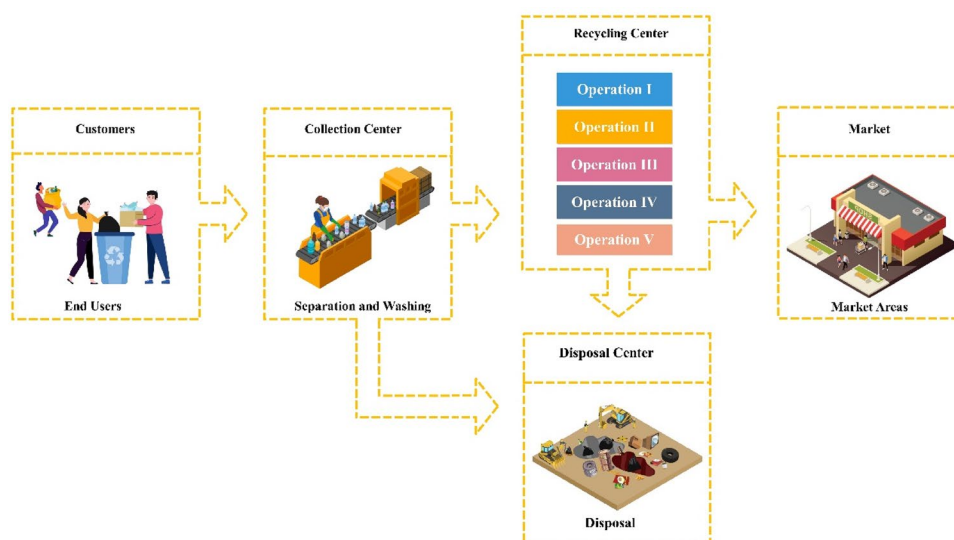 Customers
End Users
Collection Center
Separation and Washing
Recycling Center
Operation I
Operation II
Operation III
Operation IV
Operation V
Disposal Center
Disposal
Market
Market Areas